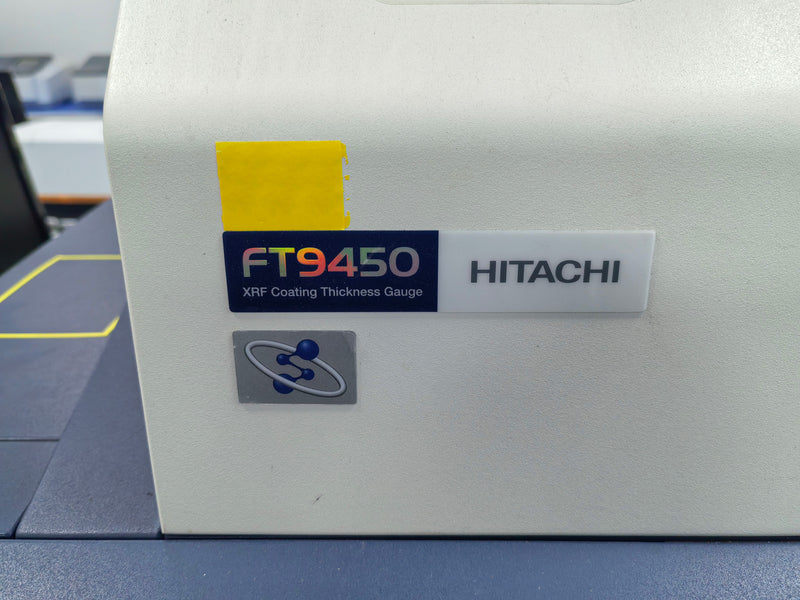 FT9450
XRF Coating Thickness Gauge
HITACHI